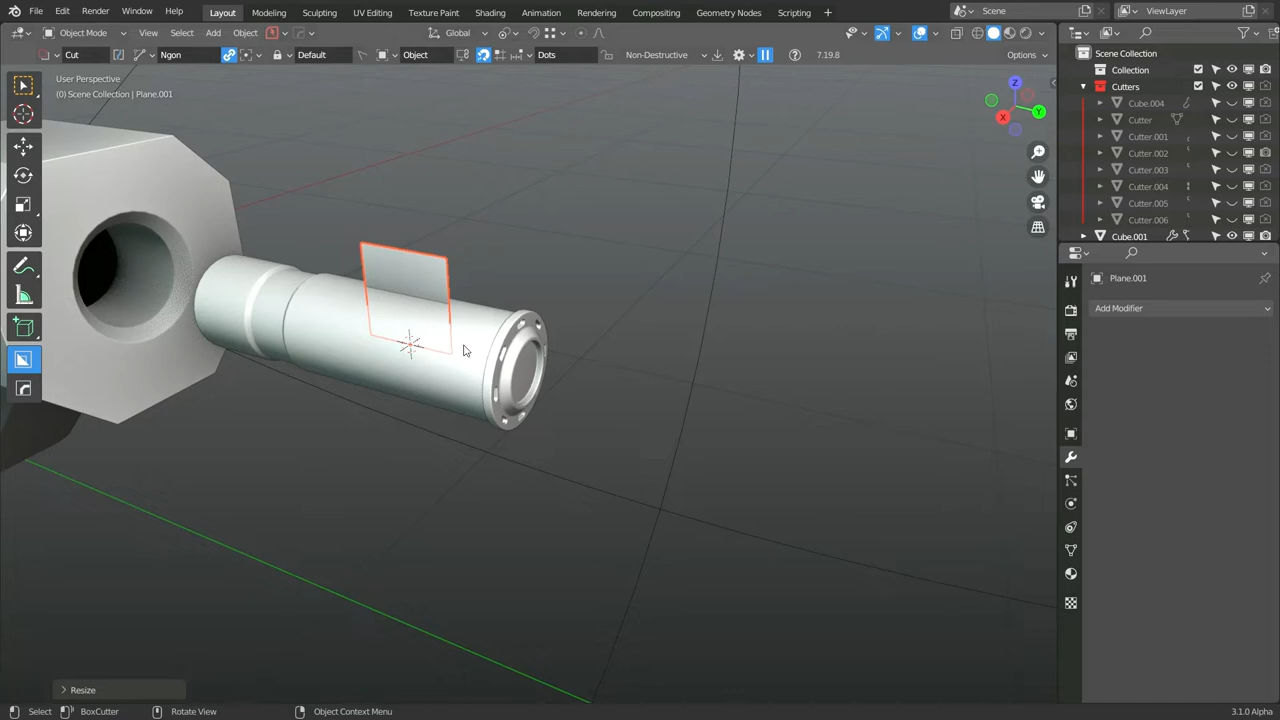 File Edit Render Window Help Layout Modeling Sculpting UV Editing Texture Paint Shading Animation Rendering Compositing Geometry Nodes Scripting + Scene ViewLayer
Object Mode View Select Add Object Global
Cut Ngon Default Object Dots Non-Destructive 7.19.8 Options
User Perspective
(0) Scene Collection | Plane.001
Z
Y
X
Scene Collection
Collection
Cutters
Cube.004
Cutter
Cutter.001
Cutter.002
Cutter.003
Cutter.004
Cutter.005
Cutter.006
Cube.001
Plane.001
Add Modifier
Resize
Select BoxCutter Rotate View Object Context Menu 3.1.0 Alpha